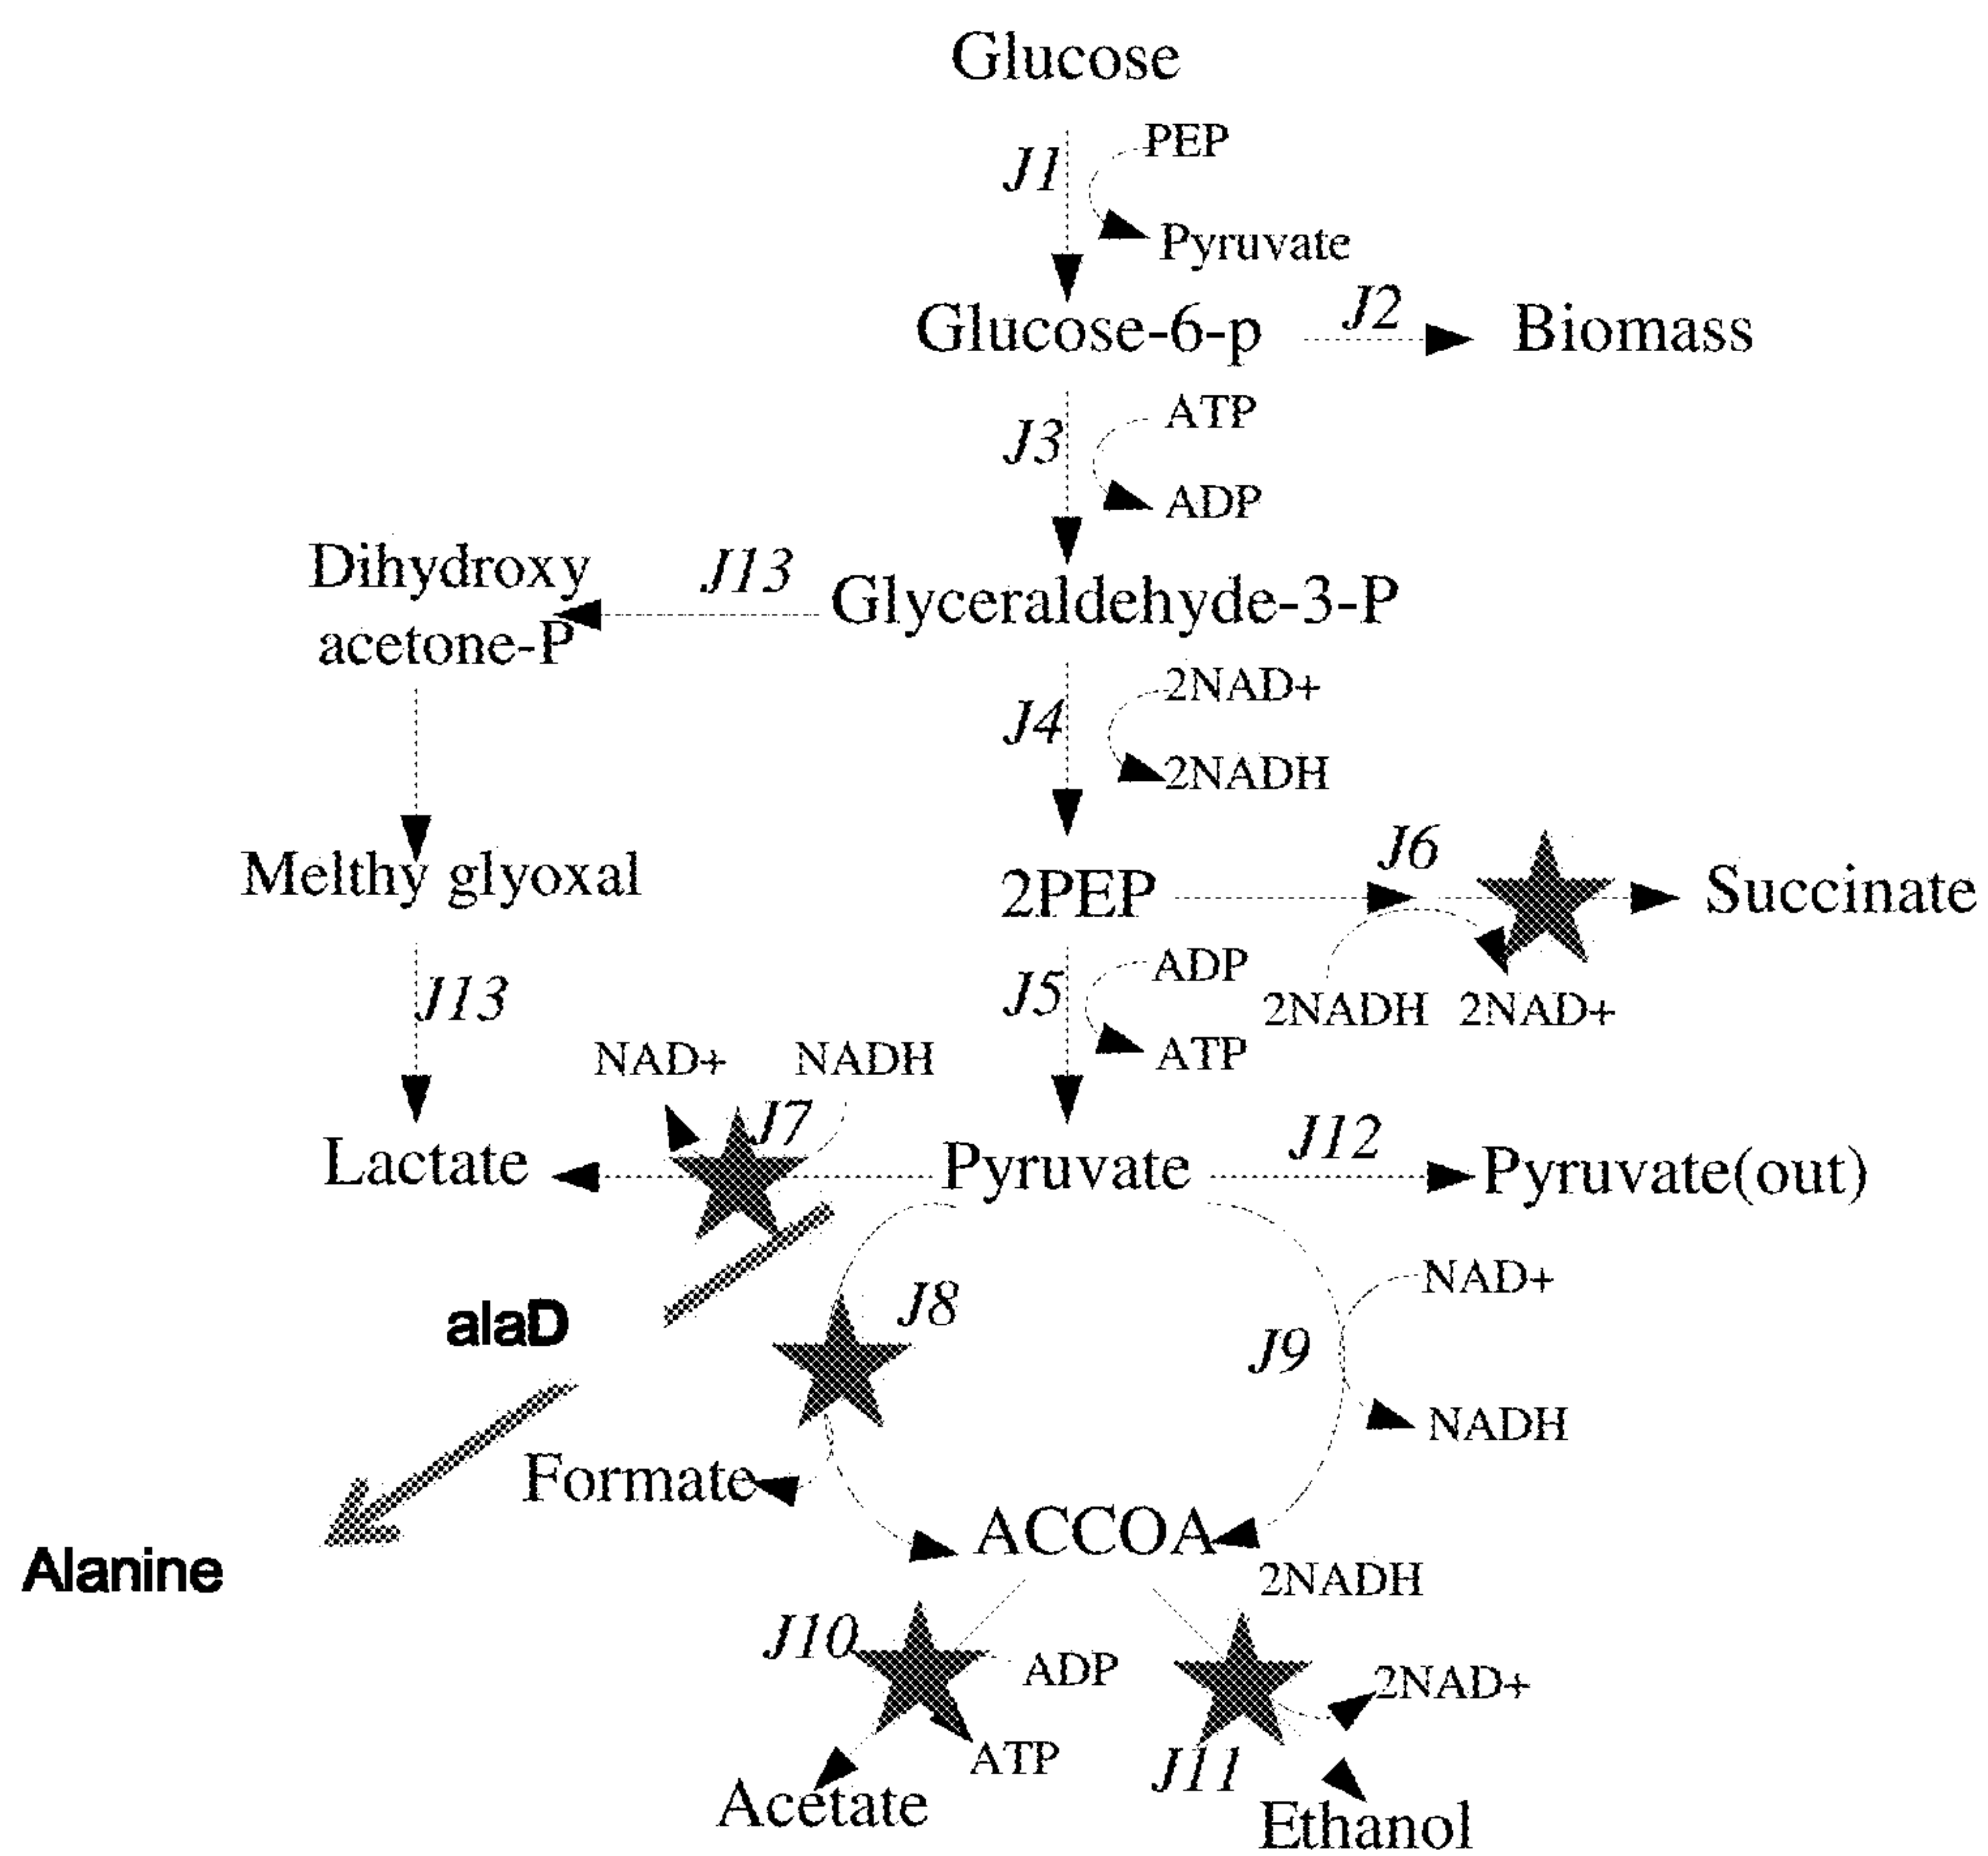 Glucose
PEP
J1
Pyruvate
Glucose-6-p
J2
Biomass
ATP
J3
ADP
Dihydroxy
acetone-P
J13
Glyceraldehyde-3-P
2NAD+
J4
2NADH
Melthy glyoxal
2PEP
J6
Succinate
J13
J5
ADP
ATP
2NADH
2NAD+
NAD+
NADH
J7
Lactate
Pyruvate
J12
Pyruvate(out)
alaD
J8
J9
NAD+
NADH
Formate
Alanine
ACCOA
2NADH
J10
ADP
ATP
2NAD+
J11
Acetate
Ethanol